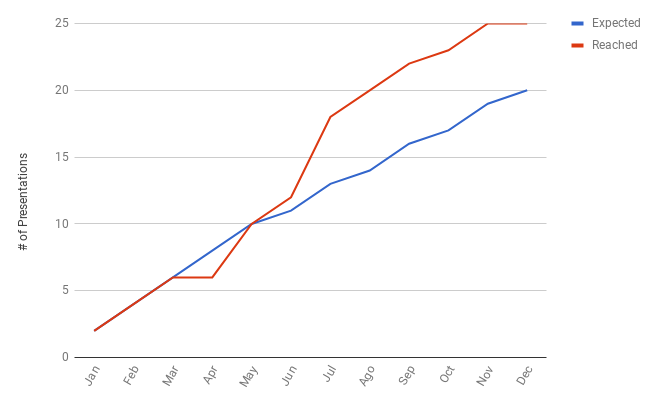 25
20
15
10
5
0
# of Presentations
Jan
Feb
Mar
Apr
May
Jun
Jul
Ago
Sep
Oct
Nov
Dec
Expected
Reached